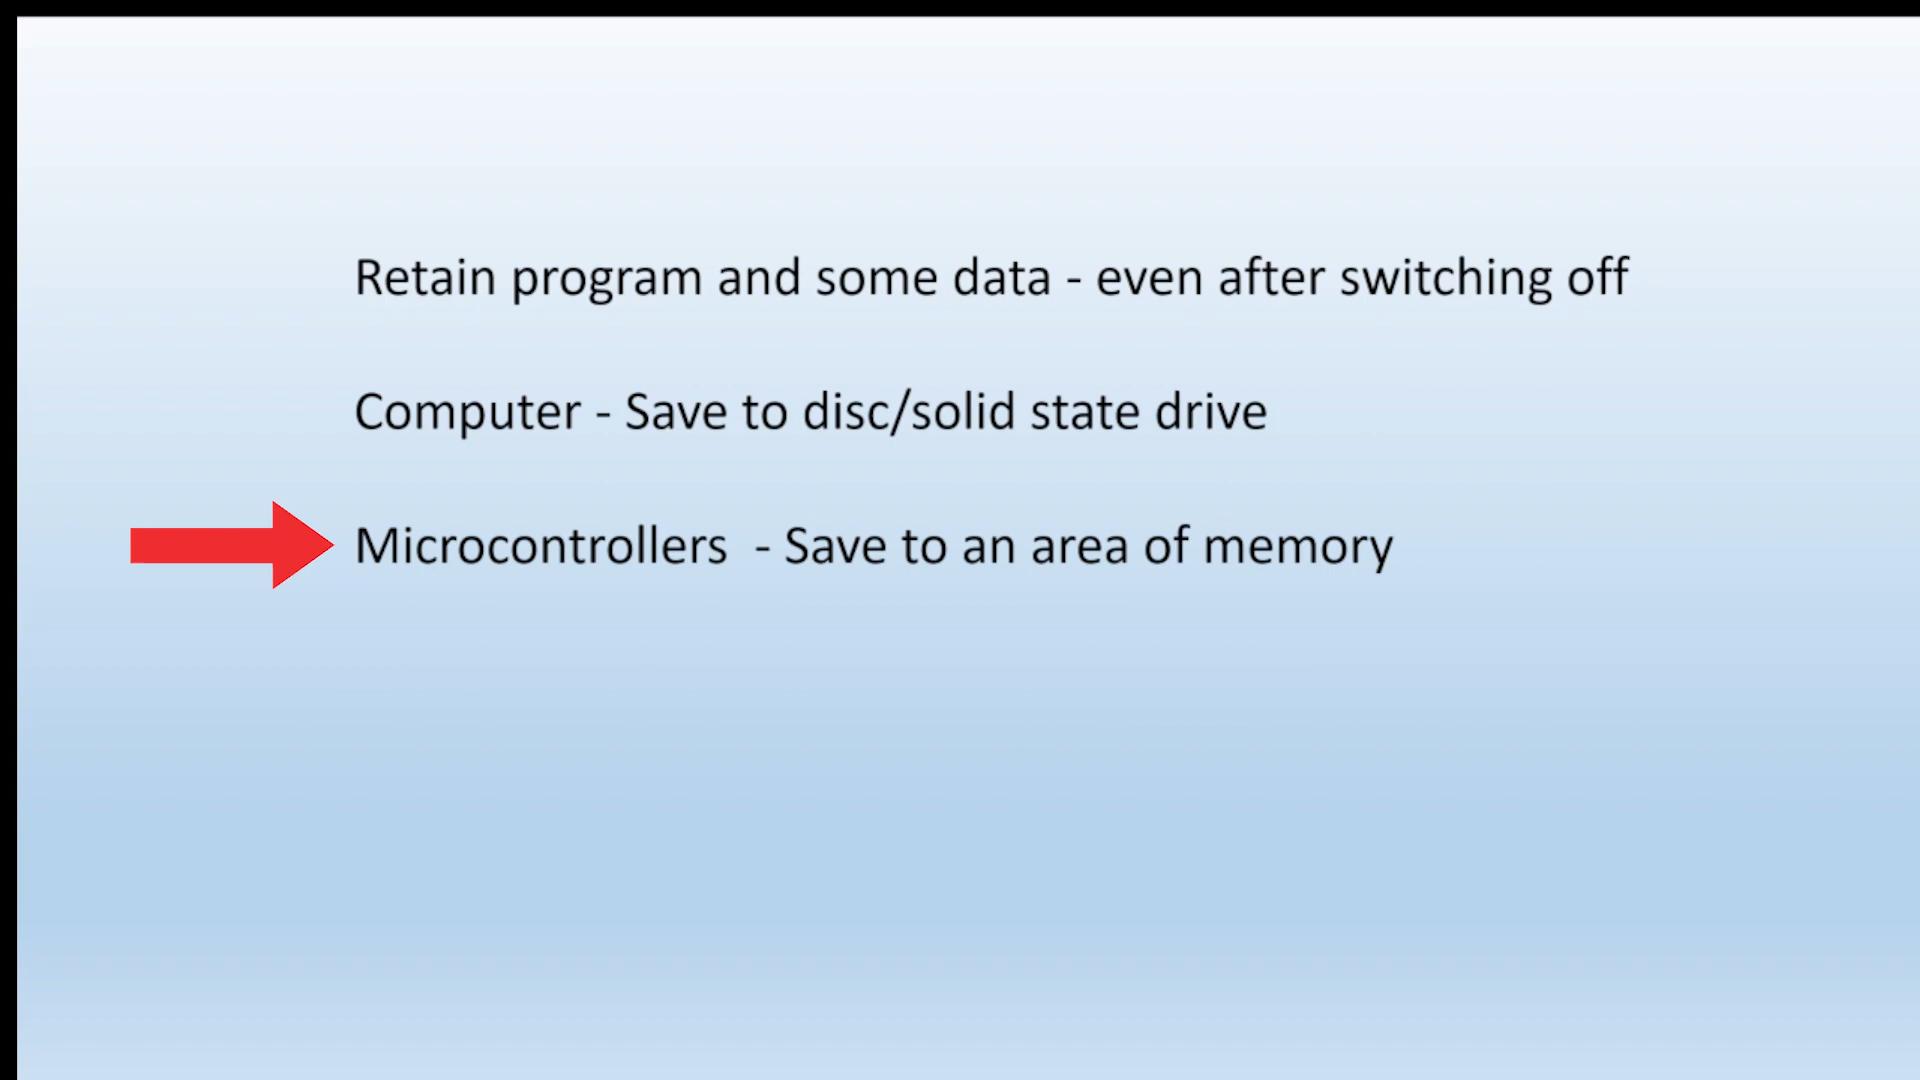 Retain program and some data - even after switching off
Computer - Save to disc/solid state drive
Microcontrollers  - Save to an area of memory